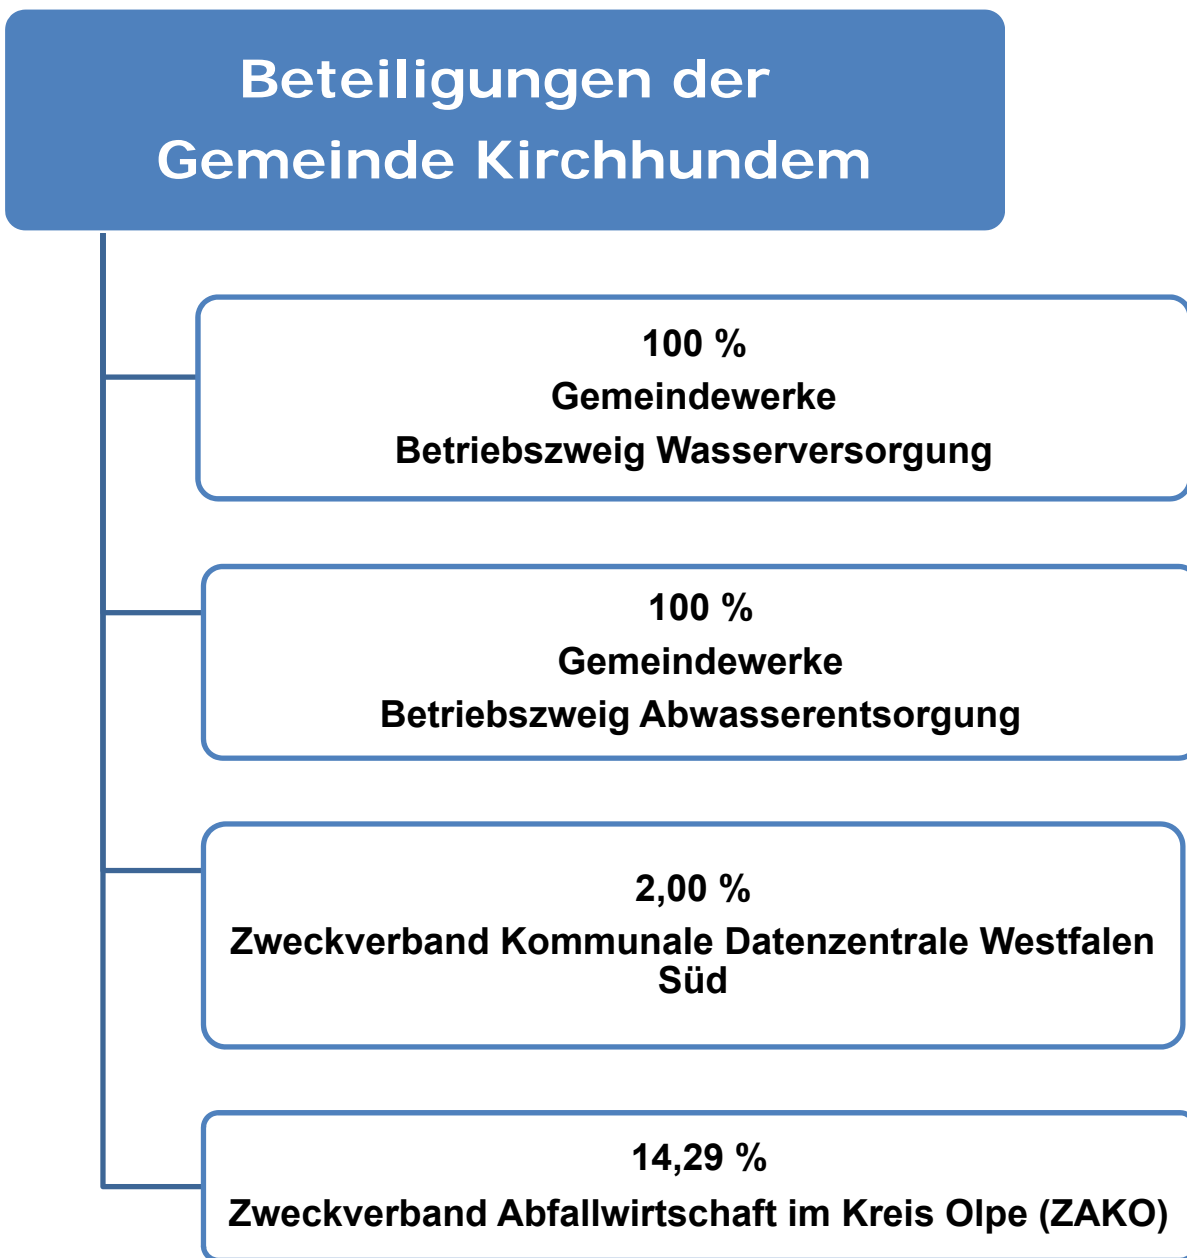 Beteiligungen der
Gemeinde Kirchhundem
100 %
Gemeindewerke
Betriebszweig Wasserversorgung
100 %
Gemeindewerke
Betriebszweig Abwasserentsorgung
2,00 %
Zweckverband Kommunale Datenzentrale Westfalen
Süd
14,29 %
Zweckverband Abfallwirtschaft im Kreis Olpe (ZAKO)